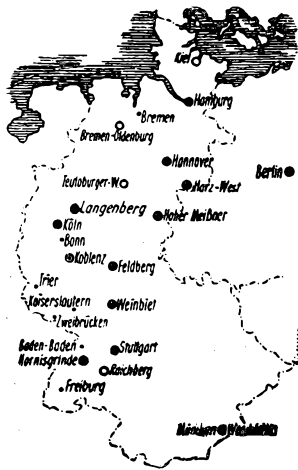 Kiel
Hamburg
Bremen
Bremen-Oldenburg
Hannover
Berlin
Teutoburger-W.
Harz-West
Langenberg
Hoher Meißner
Köln
Bonn
Koblenz
Feldberg
Trier
Kaiserslautern
Weinbiet
Zweibrücken
Baden-Baden
Stuttgart
Hornisgrinde
Raichberg
Freiburg
München